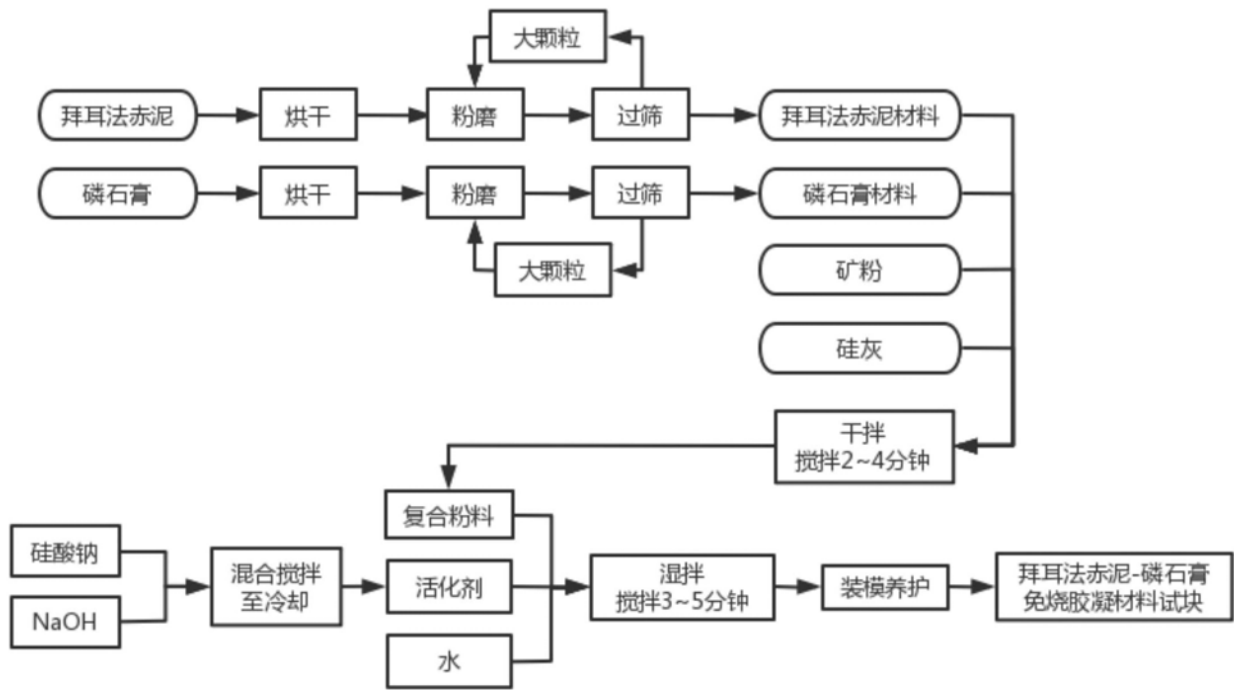 大颗粒
拜耳法赤泥
烘干
粉磨
过筛
拜耳法赤泥材料
磷石膏
烘干
粉磨
过筛
磷石膏材料
大颗粒
矿粉
硅灰
干拌
搅拌2~4分钟
复合粉料
硅酸钠
NaOH
混合搅拌
至冷却
活化剂
水
湿拌
搅拌3~5分钟
装模养护
拜耳法赤泥-磷石膏
免烧胶凝材料试块